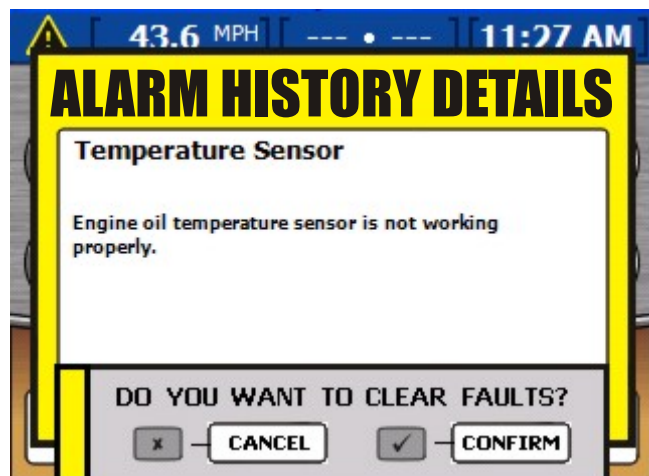 43.6 MPH --- • --- 11:27 AM
ALARM HISTORY DETAILS
Temperature Sensor
Engine oil temperature sensor is not working
properly.
DO YOU WANT TO CLEAR FAULTS?
x CANCEL ✓ CONFIRM